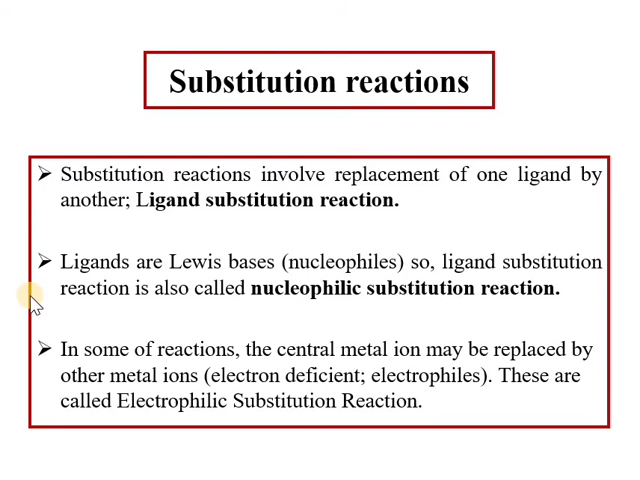 Substitution reactions
➢ Substitution reactions involve replacement of one ligand by
another; Ligand substitution reaction.
➢ Ligands are Lewis bases (nucleophiles) so, ligand substitution
reaction is also called nucleophilic substitution reaction.
➢ In some of reactions, the central metal ion may be replaced by
other metal ions (electron deficient; electrophiles). These are
called Electrophilic Substitution Reaction.